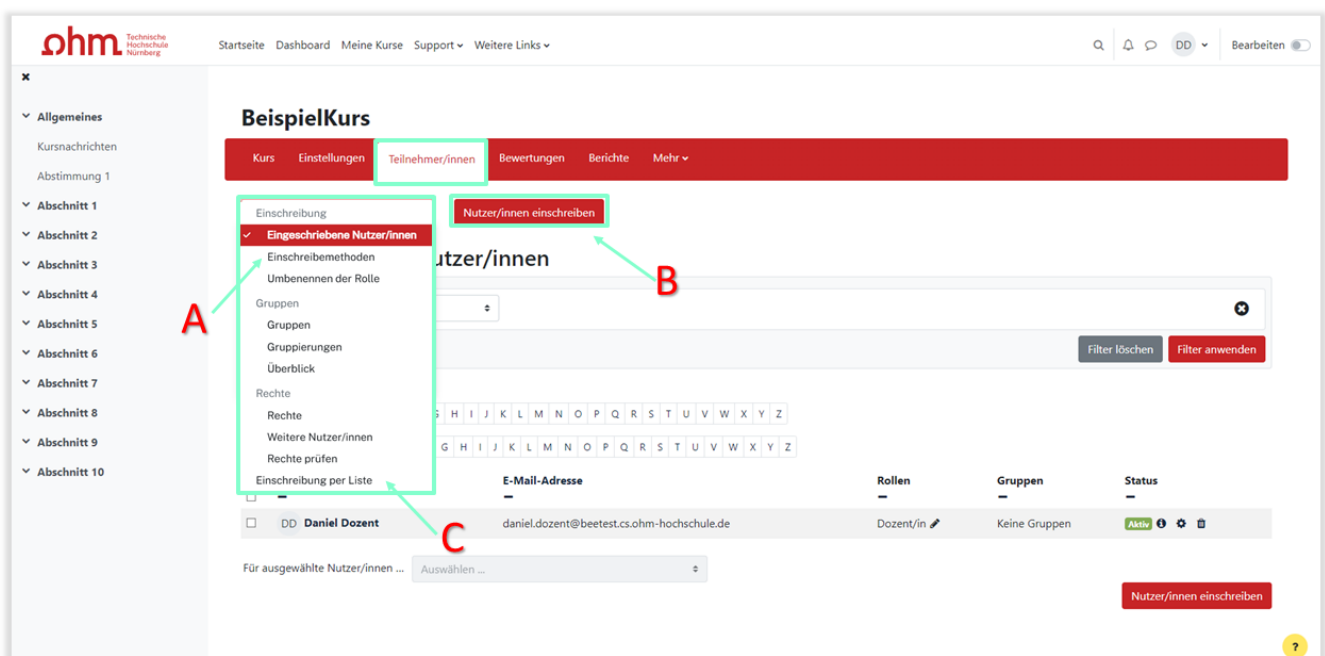 ohm Technische
Hochschule
Nürnberg
Startseite Dashboard Meine Kurse Support Weitere Links DD Bearbeiten
Allgemeines
Kursnachrichten
Abstimmung 1
Abschnitt 1
Abschnitt 2
Abschnitt 3
Abschnitt 4
Abschnitt 5
Abschnitt 6
Abschnitt 7
Abschnitt 8
Abschnitt 9
Abschnitt 10
BeispielKurs
Kurs Einstellungen Teilnehmer/innen Bewertungen Berichte Mehr
Einschreibung
Eingeschriebene Nutzer/innen
Einschreibemethoden
Umbenennen der Rolle
Gruppen
Gruppen
Gruppierungen
Überblick
Rechte
Rechte
Weitere Nutzer/innen
Rechte prüfen
Einschreibung per Liste
Nutzer/innen einschreiben
utzer/innen
A
B
C
Filter löschen Filter anwenden
H I J K L M N O P Q R S T U V W X Y Z
G H I J K L M N O P Q R S T U V W X Y Z
E-Mail-Adresse Rollen Gruppen Status
DD Daniel Dozent daniel.dozent@beetest.cs.ohm-hochschule.de Dozent/in Keine Gruppen Aktiv
Für ausgewählte Nutzer/innen ... Auswählen ...
Nutzer/innen einschreiben
?